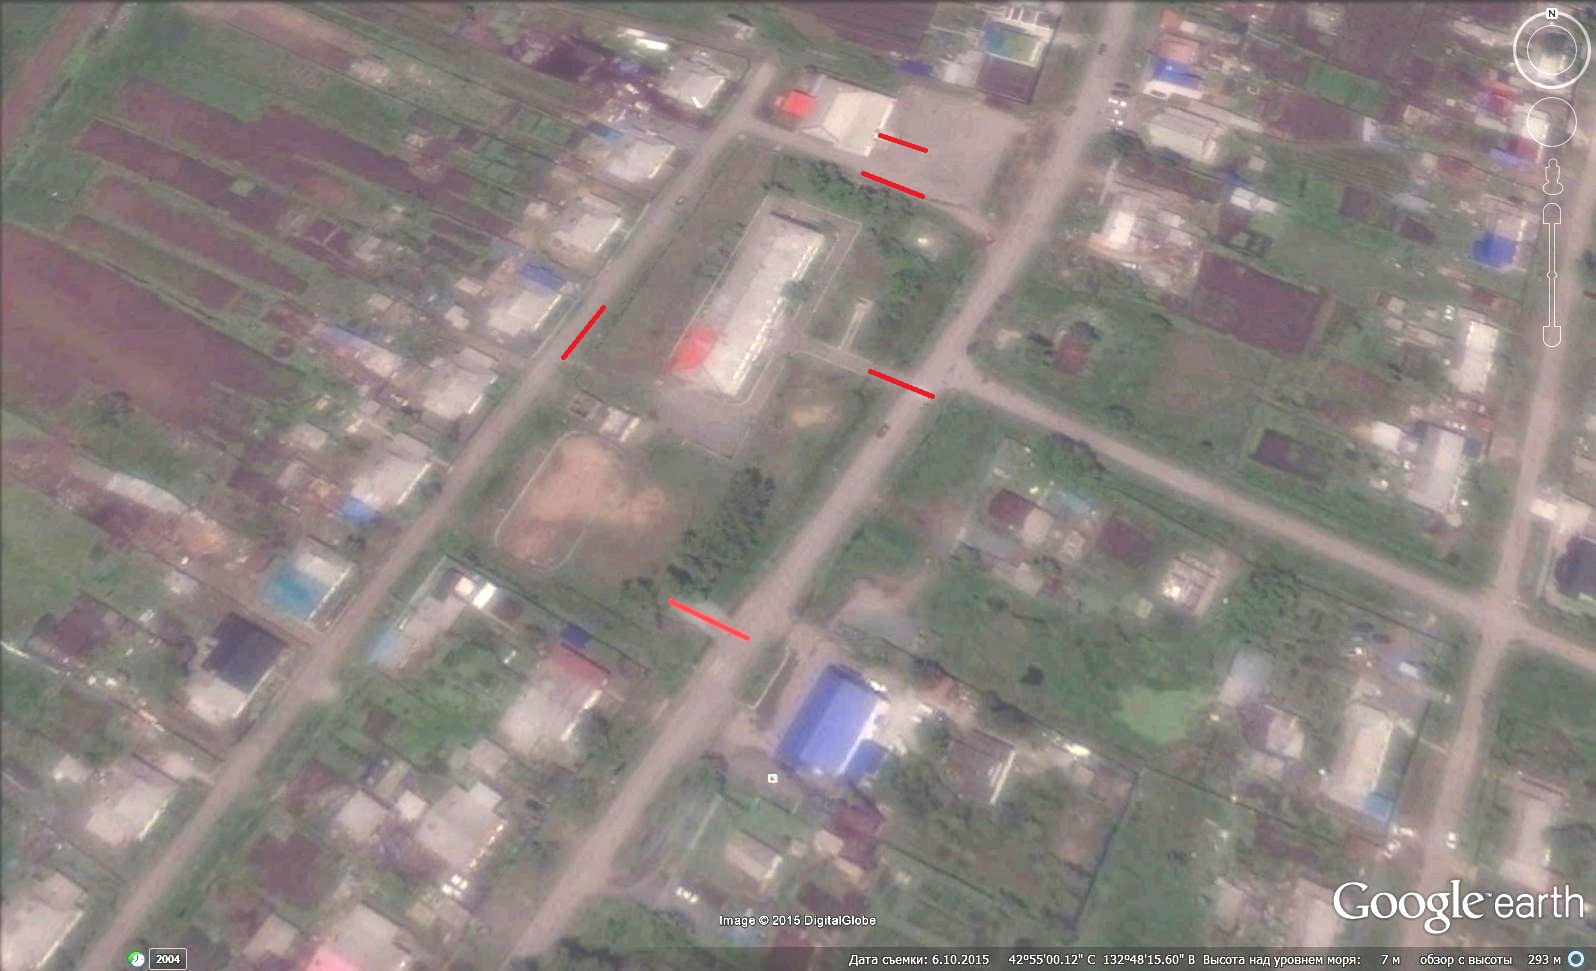 N
Image © 2015 DigitalGlobe
Google earth
2004
Дата съемки: 6.10.2015 42°55'00.12" С 132°48'15.60" В Высота над уровнем моря: 7 м обзор с высоты 293 м